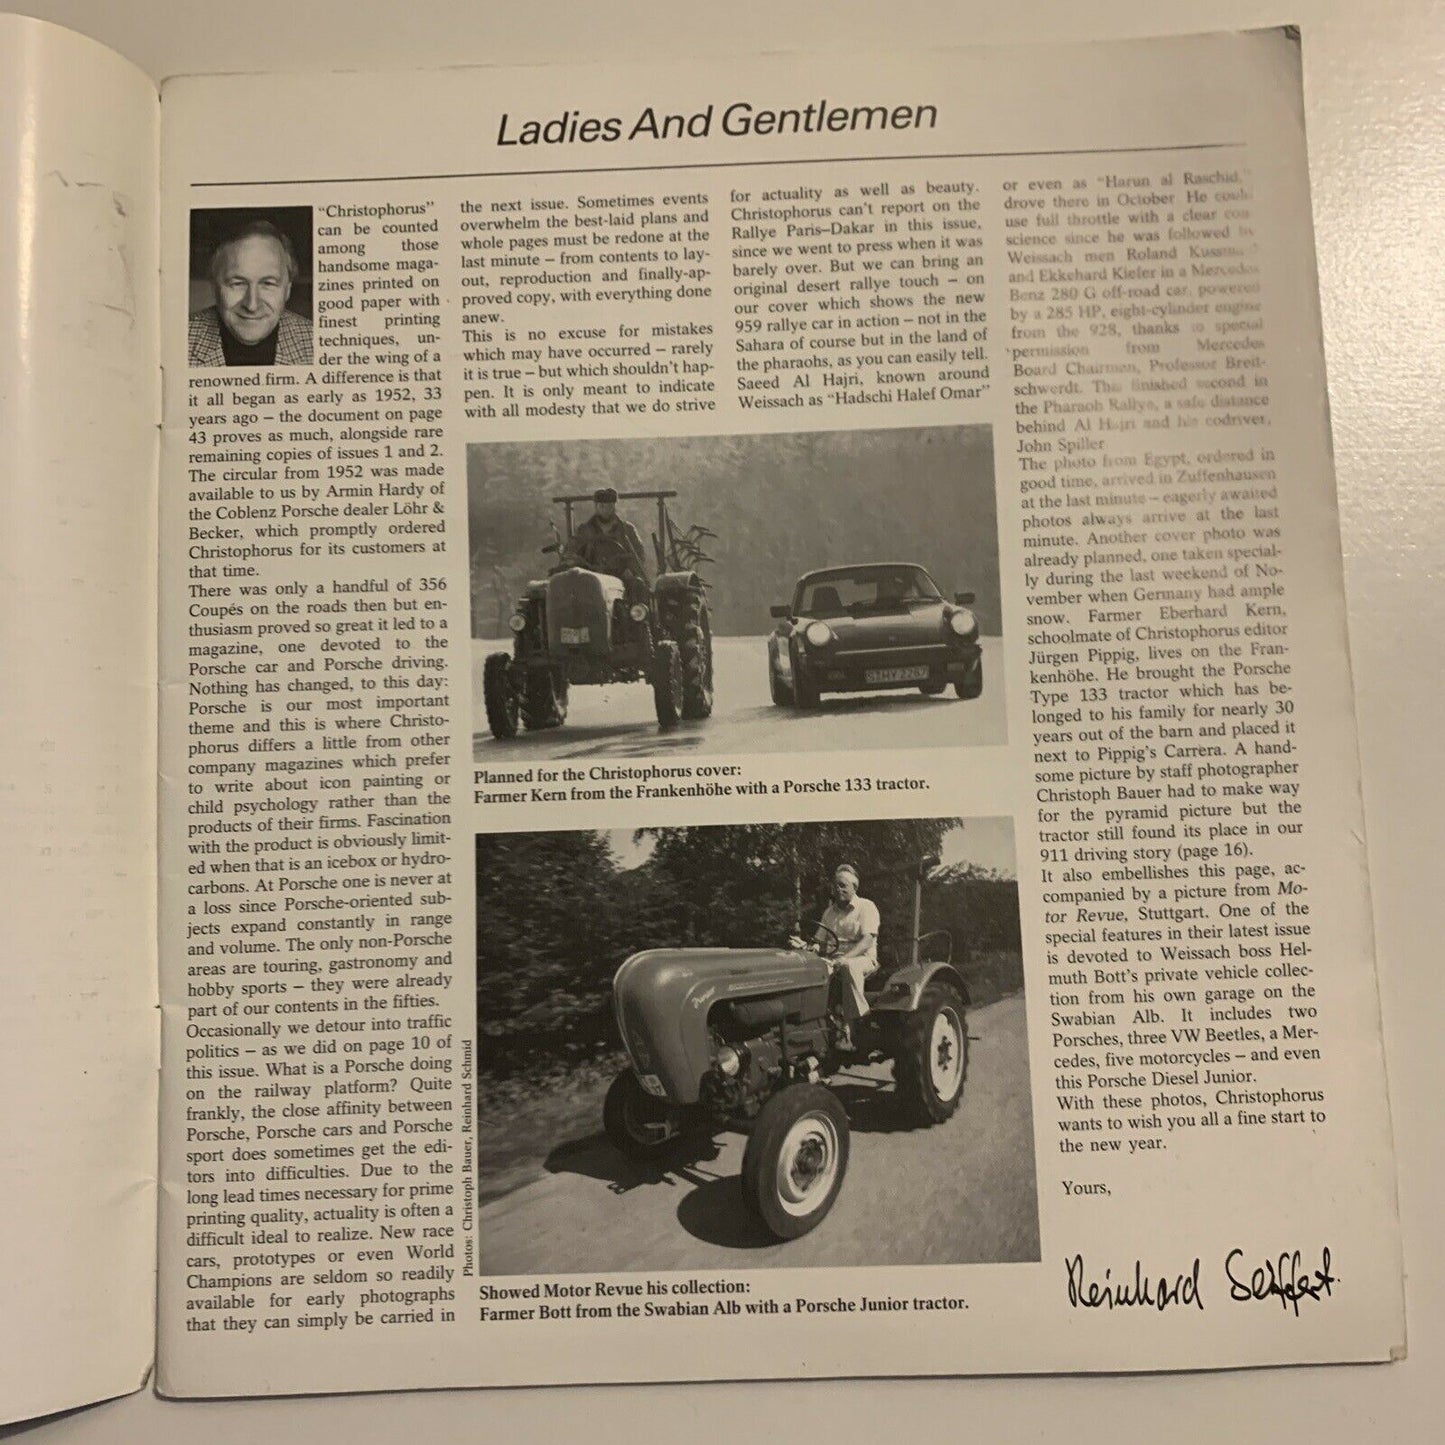 Ladies And Gentlemen
“Christophorus”
can be counted
among those
handsome maga-
zines printed on
good paper with
finest printing
techniques, un-
der the wing of a
renowned firm. A difference is that
it all began as early as 1952, 33
years ago – the document on page
43 proves as much, alongside rare
remaining copies of issues 1 and 2.
The circular from 1952 was made
available to us by Armin Hardy of
the Coblenz Porsche dealer Löhr &
Becker, which promptly ordered
Christophorus for its customers at
that time.
There was only a handful of 356
Coupés on the roads then but en-
thusiasm proved so great it led to a
magazine, one devoted to the
Porsche car and Porsche driving.
Nothing has changed, to this day:
Porsche is our most important
theme and this is where Christo-
phorus differs a little from other
company magazines which prefer
to write about icon painting or
child psychology rather than the
products of their firms. Fascination
with the product is obviously limit-
ed when that is an icebox or hydro-
carbons. At Porsche one is never at
a loss since Porsche-oriented sub-
jects expand constantly in range
and volume. The only non-Porsche
areas are touring, gastronomy and
hobby sports – they were already
part of our contents in the fifties.
Occasionally we detour into traffic
politics – as we did on page 10 of
this issue. What is a Porsche doing
on the railway platform? Quite
frankly, the close affinity between
Porsche, Porsche cars and Porsche
sport does sometimes get the edi-
tors into difficulties. Due to the
long lead times necessary for prime
printing quality, actuality is often a
difficult ideal to realize. New race
cars, prototypes or even World
Champions are seldom so readily
available for early photographs
that they can simply be carried in
the next issue. Sometimes events
overwhelm the best-laid plans and
whole pages must be redone at the
last minute – from contents to lay-
out, reproduction and finally-ap-
proved copy, with everything done
anew.
This is no excuse for mistakes
which may have occurred – rarely
it is true – but which shouldn’t hap-
pen. It is only meant to indicate
with all modesty that we do strive
for actuality as well as beauty.
Christophorus can’t report on the
Rallye Paris–Dakar in this issue,
since we went to press when it was
barely over. But we can bring an
original desert rallye touch – on
our cover which shows the new
959 rallye car in action – not in the
Sahara of course but in the land of
the pharaohs, as you can easily tell.
Saeed Al Hajri, known around
Weissach as “Hadschi Halef Omar”
or even as “Harun al Raschid,”
drove there in October. He could
use full throttle with a clear con-
science since he was followed by
Weissach men Roland Kussmaul
and Ekkehard Kiefer in a Mercedes
Benz 280 G off-road car, powered
by a 285 HP, eight-cylinder engine
from the 928, thanks to special
permission from Mercedes
Board Chairman, Professor Breit-
schwerdt. This finished second in
the Pharaoh Rallye, a safe distance
behind Al Hajri and his codriver,
John Spiller.
The photo from Egypt, ordered in
good time, arrived in Zuffenhausen
at the last minute – eagerly awaited
photos always arrive at the last
minute. Another cover photo was
already planned, one taken special-
ly during the last weekend of No-
vember when Germany had ample
snow. Farmer Eberhard Kern,
schoolmate of Christophorus editor
Jürgen Pippig, lives on the Fran-
kenhöhe. He brought the Porsche
Type 133 tractor which has be-
longed to his family for nearly 30
years out of the barn and placed it
next to Pippig’s Carrera. A hand-
some picture by staff photographer
Christoph Bauer had to make way
for the pyramid picture but the
tractor still found its place in our
911 driving story (page 16).
It also embellishes this page, ac-
companied by a picture from Mo-
tor Revue, Stuttgart. One of the
special features in their latest issue
is devoted to Weissach boss Hel-
muth Bott’s private vehicle collec-
tion from his own garage on the
Swabian Alb. It includes two
Porsches, three VW Beetles, a Mer-
cedes, five motorcycles – and even
this Porsche Diesel Junior.
With these photos, Christophorus
wants to wish you all a fine start to
the new year.
Yours,
Reinhard Seiffert.
Planned for the Christophorus cover:
Farmer Kern from the Frankenhöhe with a Porsche 133 tractor.
Photos: Christoph Bauer, Reinhard Schmid
Porsche
Showed Motor Revue his collection:
Farmer Bott from the Swabian Alb with a Porsche Junior tractor.